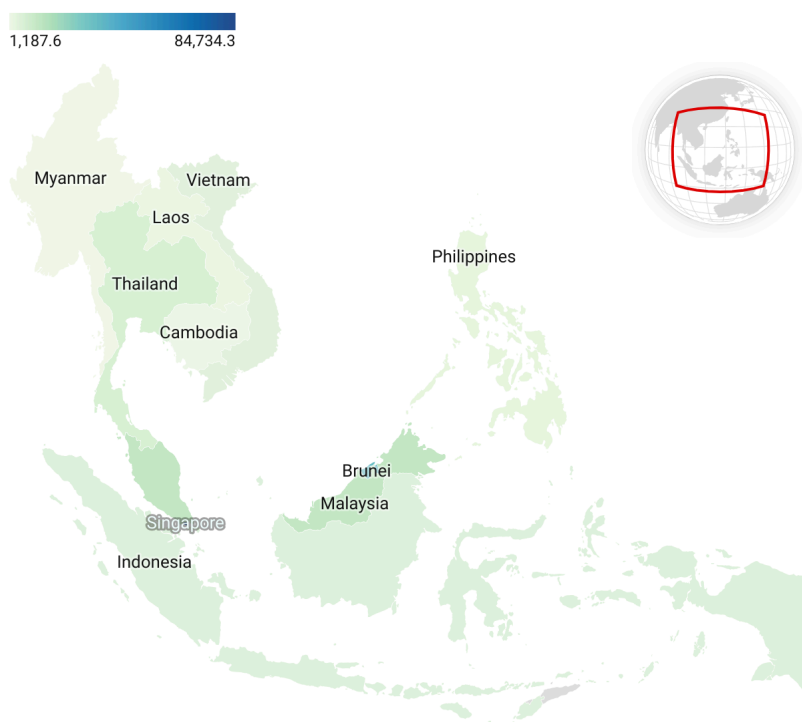 1,187.6 84,734.3
Myanmar
Vietnam
Laos
Philippines
Thailand
Cambodia
Brunei
Malaysia
Singapore
Indonesia